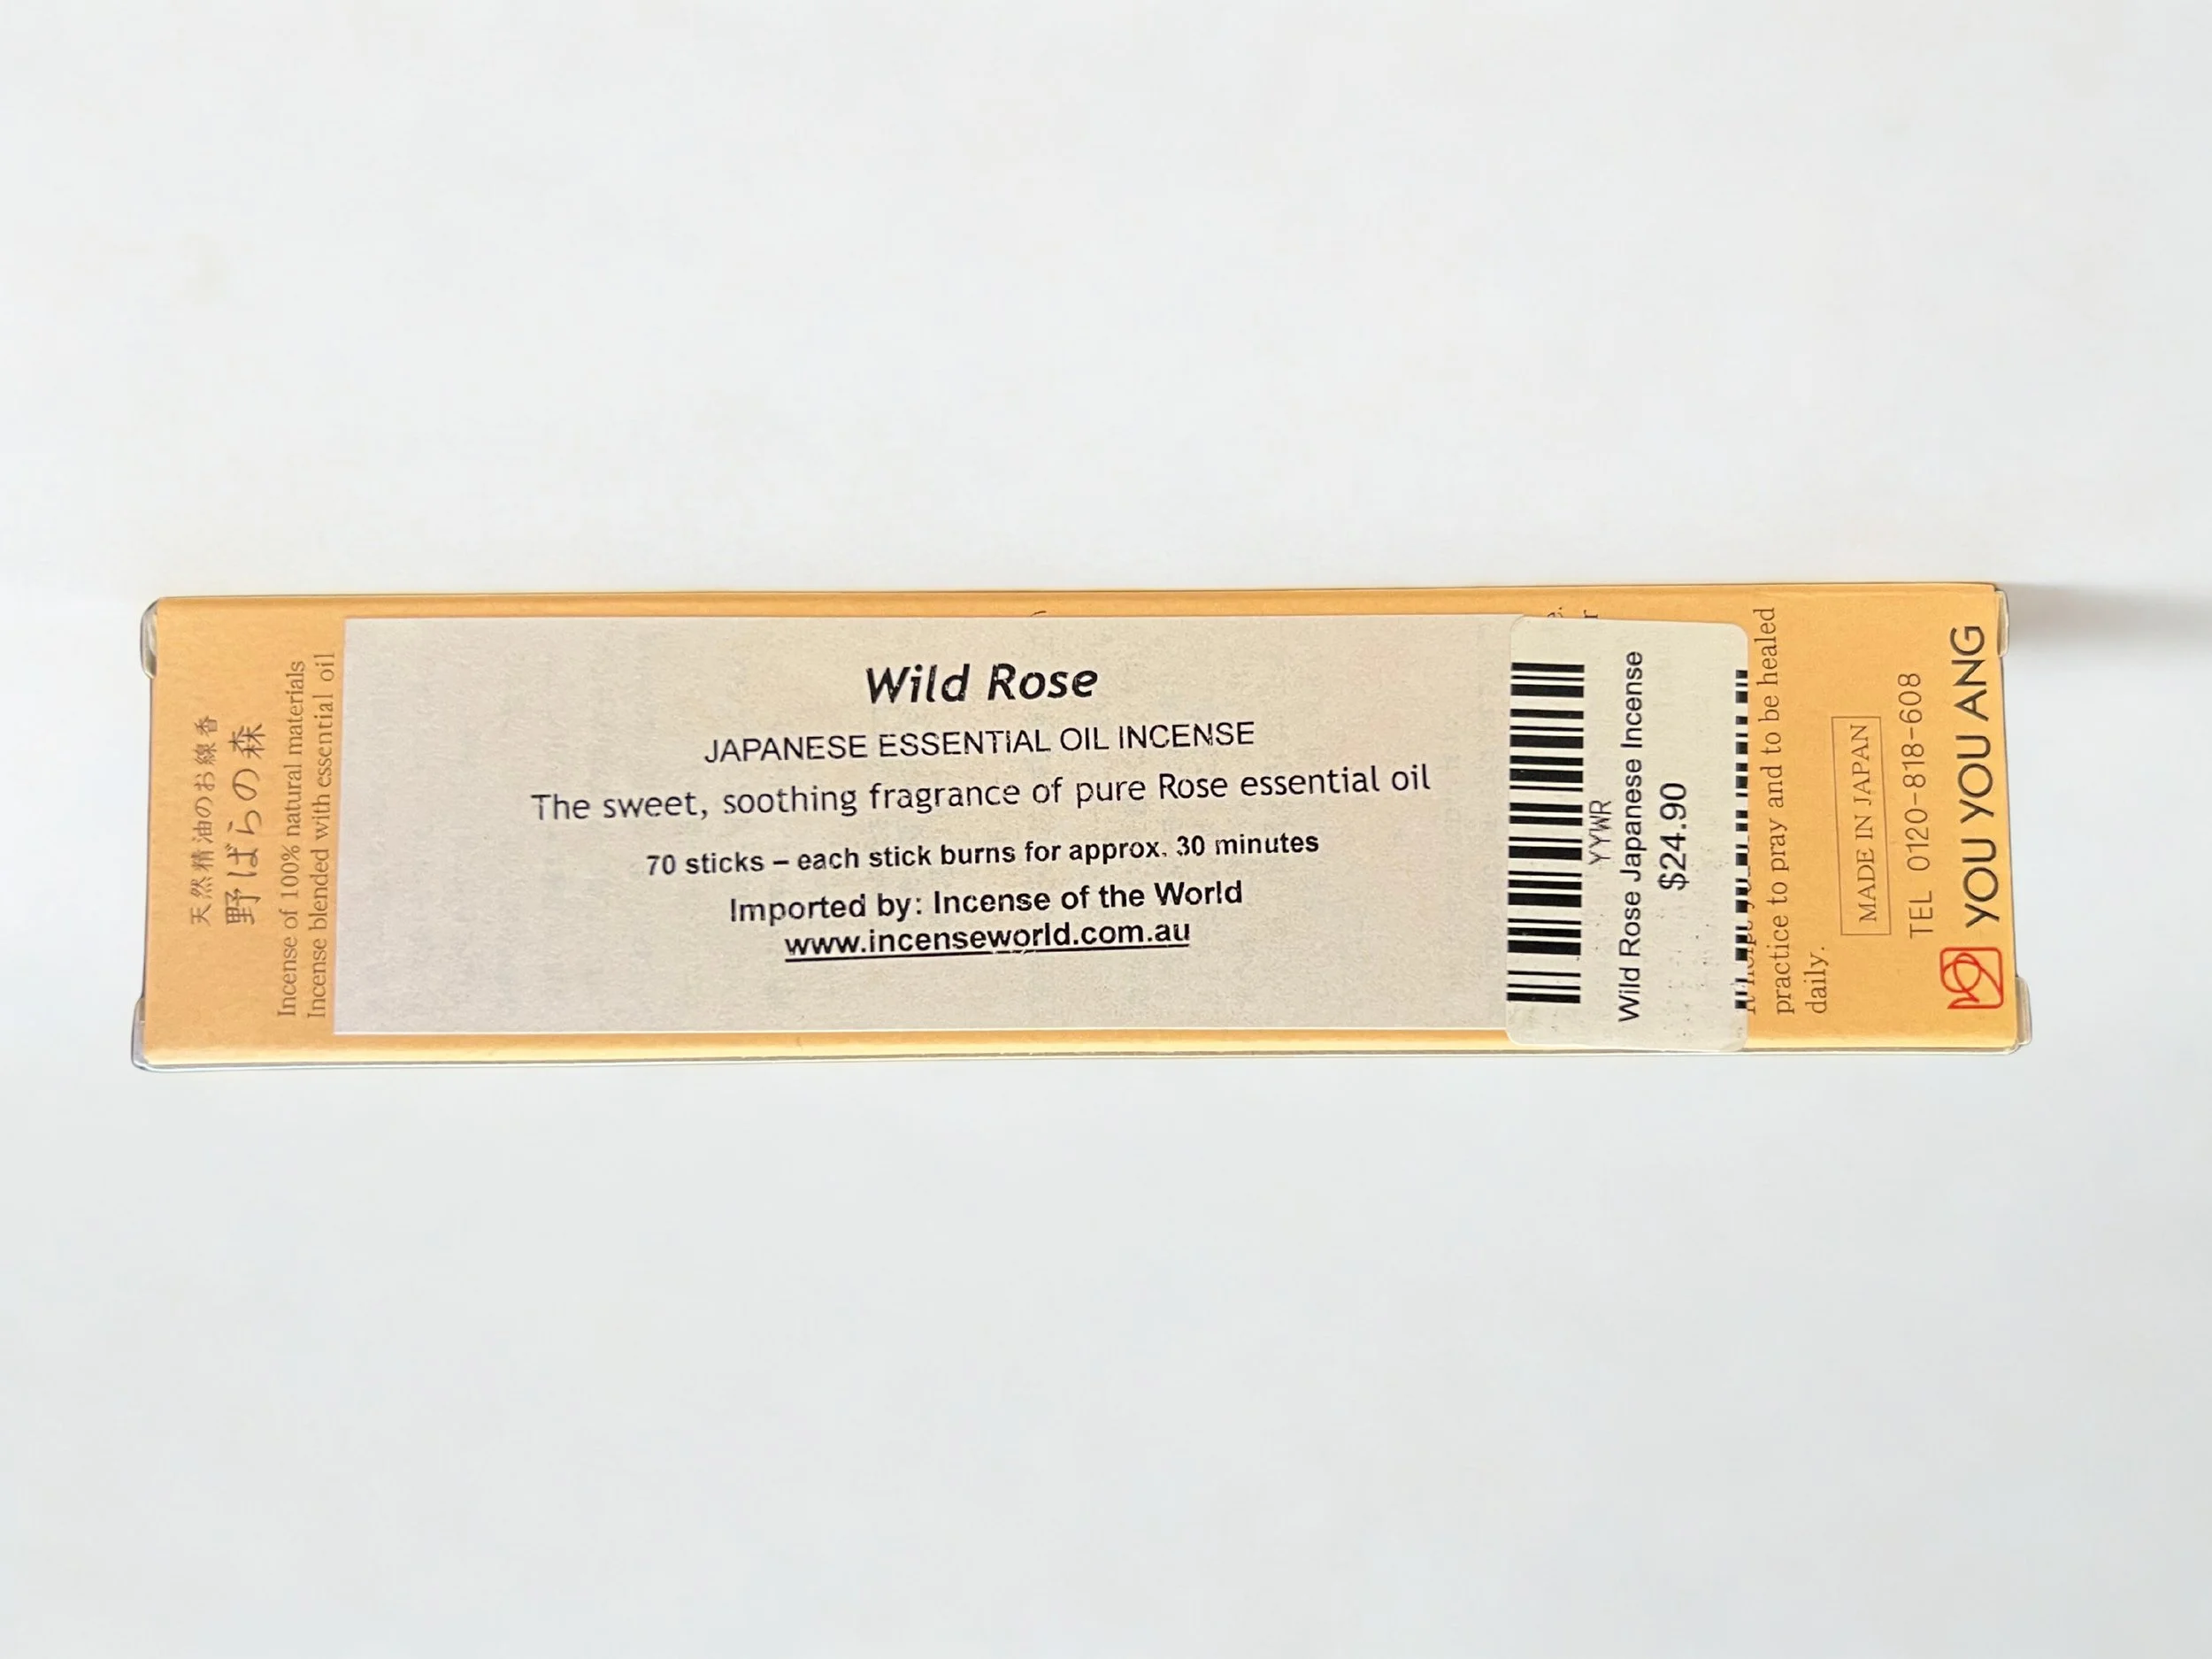 天然精油のお線香
野ばらの森
Incense of 100% natural materials
Incense blended with essential oil
Wild Rose
JAPANESE ESSENTIAL OIL INCENSE
The sweet, soothing fragrance of pure Rose essential oil
70 sticks – each stick burns for approx. 30 minutes
Imported by: Incense of the World
www.incenseworld.com.au
YYWR
Wild Rose Japanese Incense
$24.90
practice to pray and to be healed
daily.
MADE IN JAPAN
TEL 0120-818-608
YOU YOU ANG